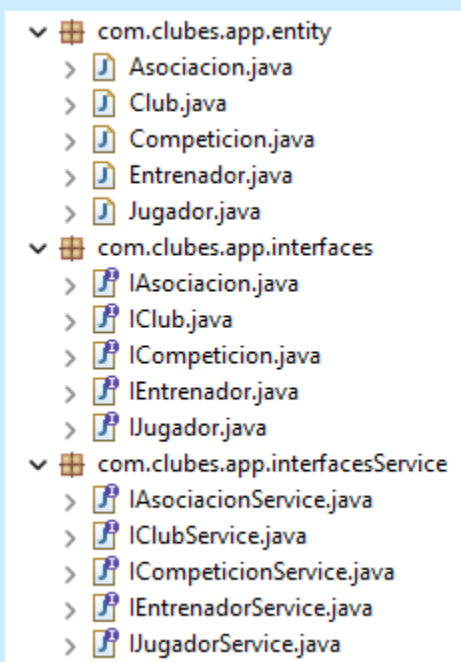 com.clubes.app.entity
Asociacion.java
Club.java
Competicion.java
Entrenador.java
Jugador.java
com.clubes.app.interfaces
IAsociacion.java
IClub.java
ICompeticion.java
IEntrenador.java
IJugador.java
com.clubes.app.interfacesService
IAsociacionService.java
IClubService.java
ICompeticionService.java
IEntrenadorService.java
IJugadorService.java